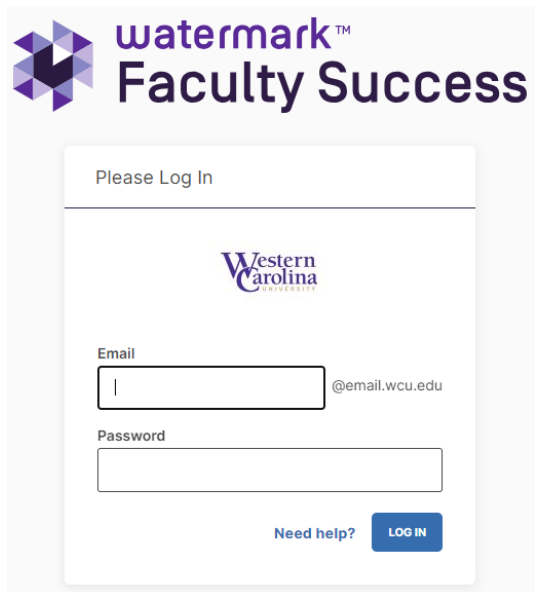 watermark™
Faculty Success
Please Log In
Western
Carolina
UNIVERSITY
Email
@email.wcu.edu
Password
Need help?
LOG IN